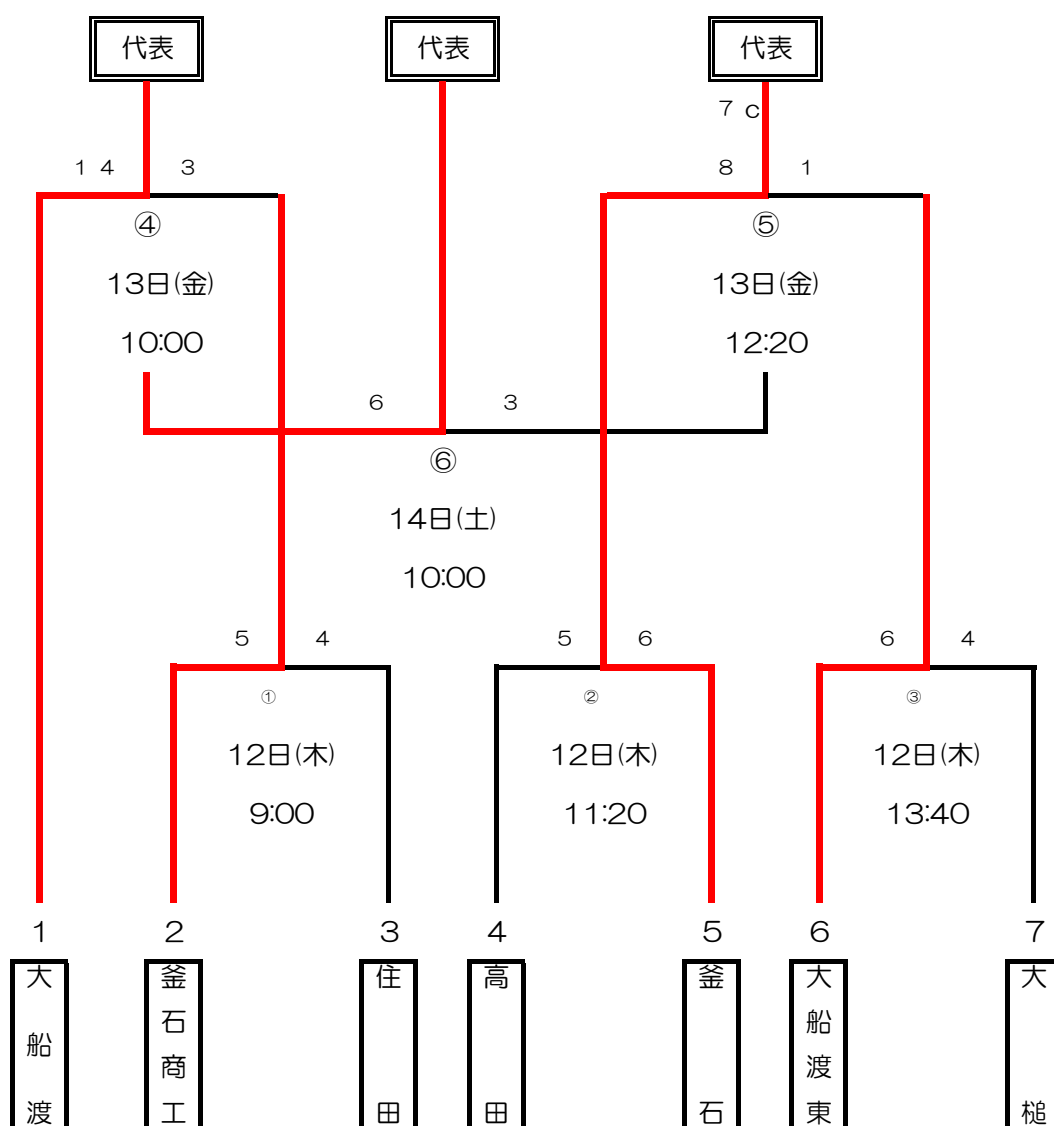 代表 代表 代表
7 c
1 4 3 8 1
④ ⑤
13日(金) 13日(金)
10:00 12:20
6 3
⑥
14日(土)
10:00
5 4 5 6 6 4
① ② ③
12日(木) 12日(木) 12日(木)
9:00 11:20 13:40
1 2 3 4 5 6 7
大船渡
釜石商工
住田
高田
釜石
大船渡東
大槌